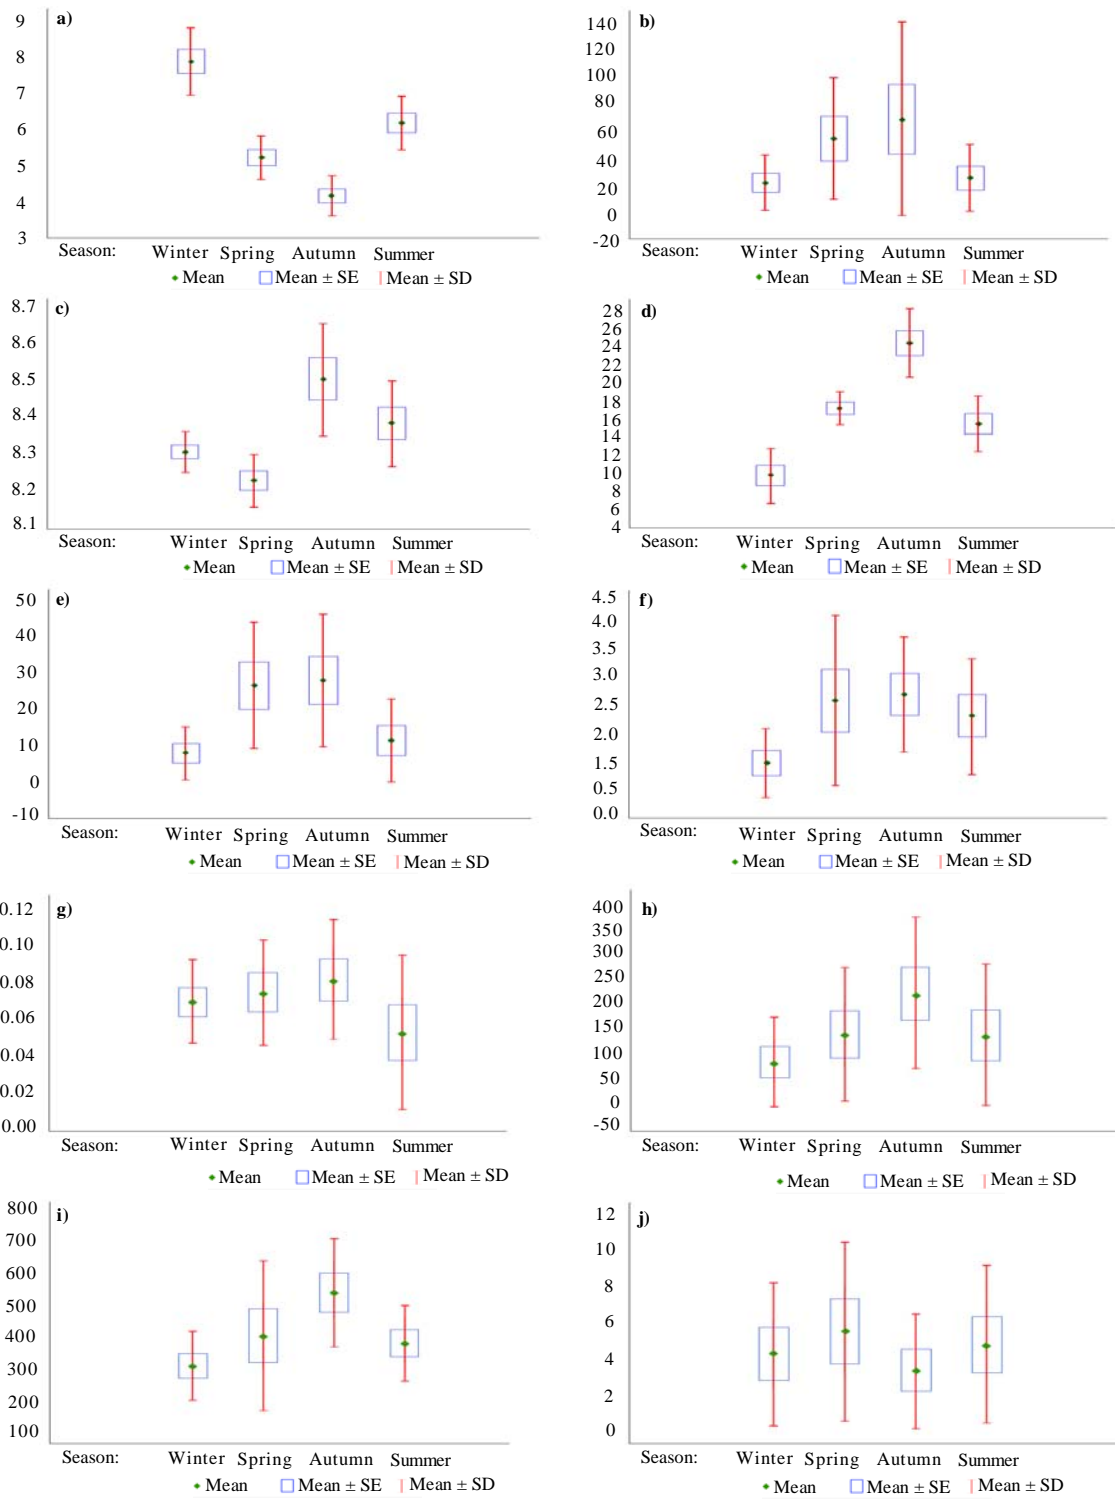 a)
9
8
7
6
5
4
3
Season: Winter Spring Autumn Summer
Mean Mean ± SE Mean ± SD
b)
140
120
100
80
60
40
20
0
-20
Season: Winter Spring Autumn Summer
Mean Mean ± SE Mean ± SD
c)
8.7
8.6
8.5
8.4
8.3
8.2
8.1
Season: Winter Spring Autumn Summer
Mean Mean ± SE Mean ± SD
d)
28
26
24
22
20
18
16
14
12
10
8
6
4
Season: Winter Spring Autumn Summer
Mean Mean ± SE Mean ± SD
e)
50
40
30
20
10
0
-10
Season: Winter Spring Autumn Summer
Mean Mean ± SE Mean ± SD
f)
4.5
4.0
3.5
3.0
2.5
2.0
1.5
0.5
0.0
Season: Winter Spring Autumn Summer
Mean Mean ± SE Mean ± SD
g)
0.12
0.10
0.08
0.06
0.04
0.02
0.00
Season: Winter Spring Autumn Summer
Mean Mean ± SE Mean ± SD
h)
400
350
300
250
200
150
100
50
0
-50
Season: Winter Spring Autumn Summer
Mean Mean ± SE Mean ± SD
i)
800
700
600
500
400
300
200
100
Season: Winter Spring Autumn Summer
Mean Mean ± SE Mean ± SD
j)
12
10
8
6
4
2
0
Season: Winter Spring Autumn Summer
Mean Mean ± SE Mean ± SD